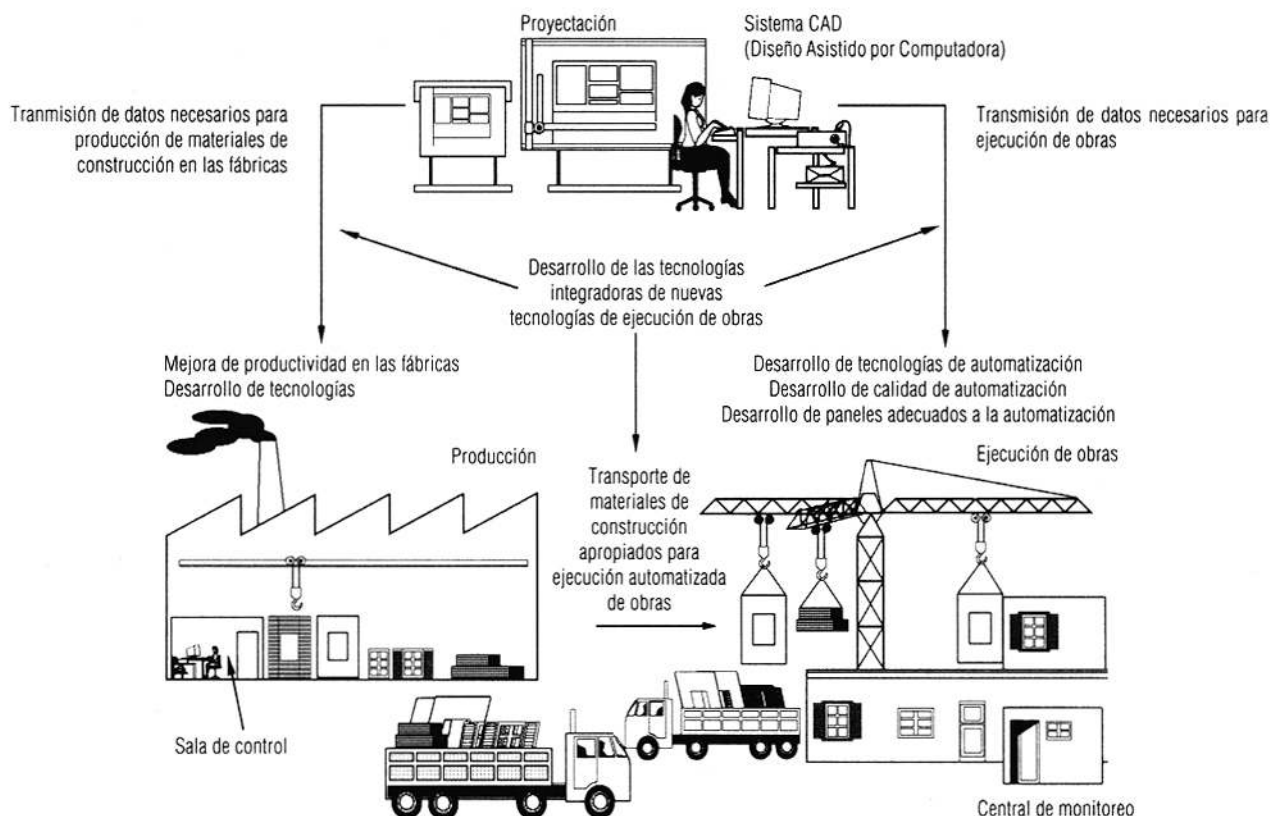 Proyectación
Sistema CAD
(Diseño Asistido por Computadora)
Tranmisión de datos necesarios para
producción de materiales de
construcción en las fábricas
Transmisión de datos necesarios para
ejecución de obras
Desarrollo de las tecnologías
integradoras de nuevas
tecnologías de ejecución de obras
Mejora de productividad en las fábricas
Desarrollo de tecnologías
Desarrollo de tecnologías de automatización
Desarrollo de calidad de automatización
Desarrollo de paneles adecuados a la automatización
Producción
Ejecución de obras
Transporte de
materiales de
construcción
apropiados para
ejecución automatizada
de obras
Sala de control
Central de monitoreo